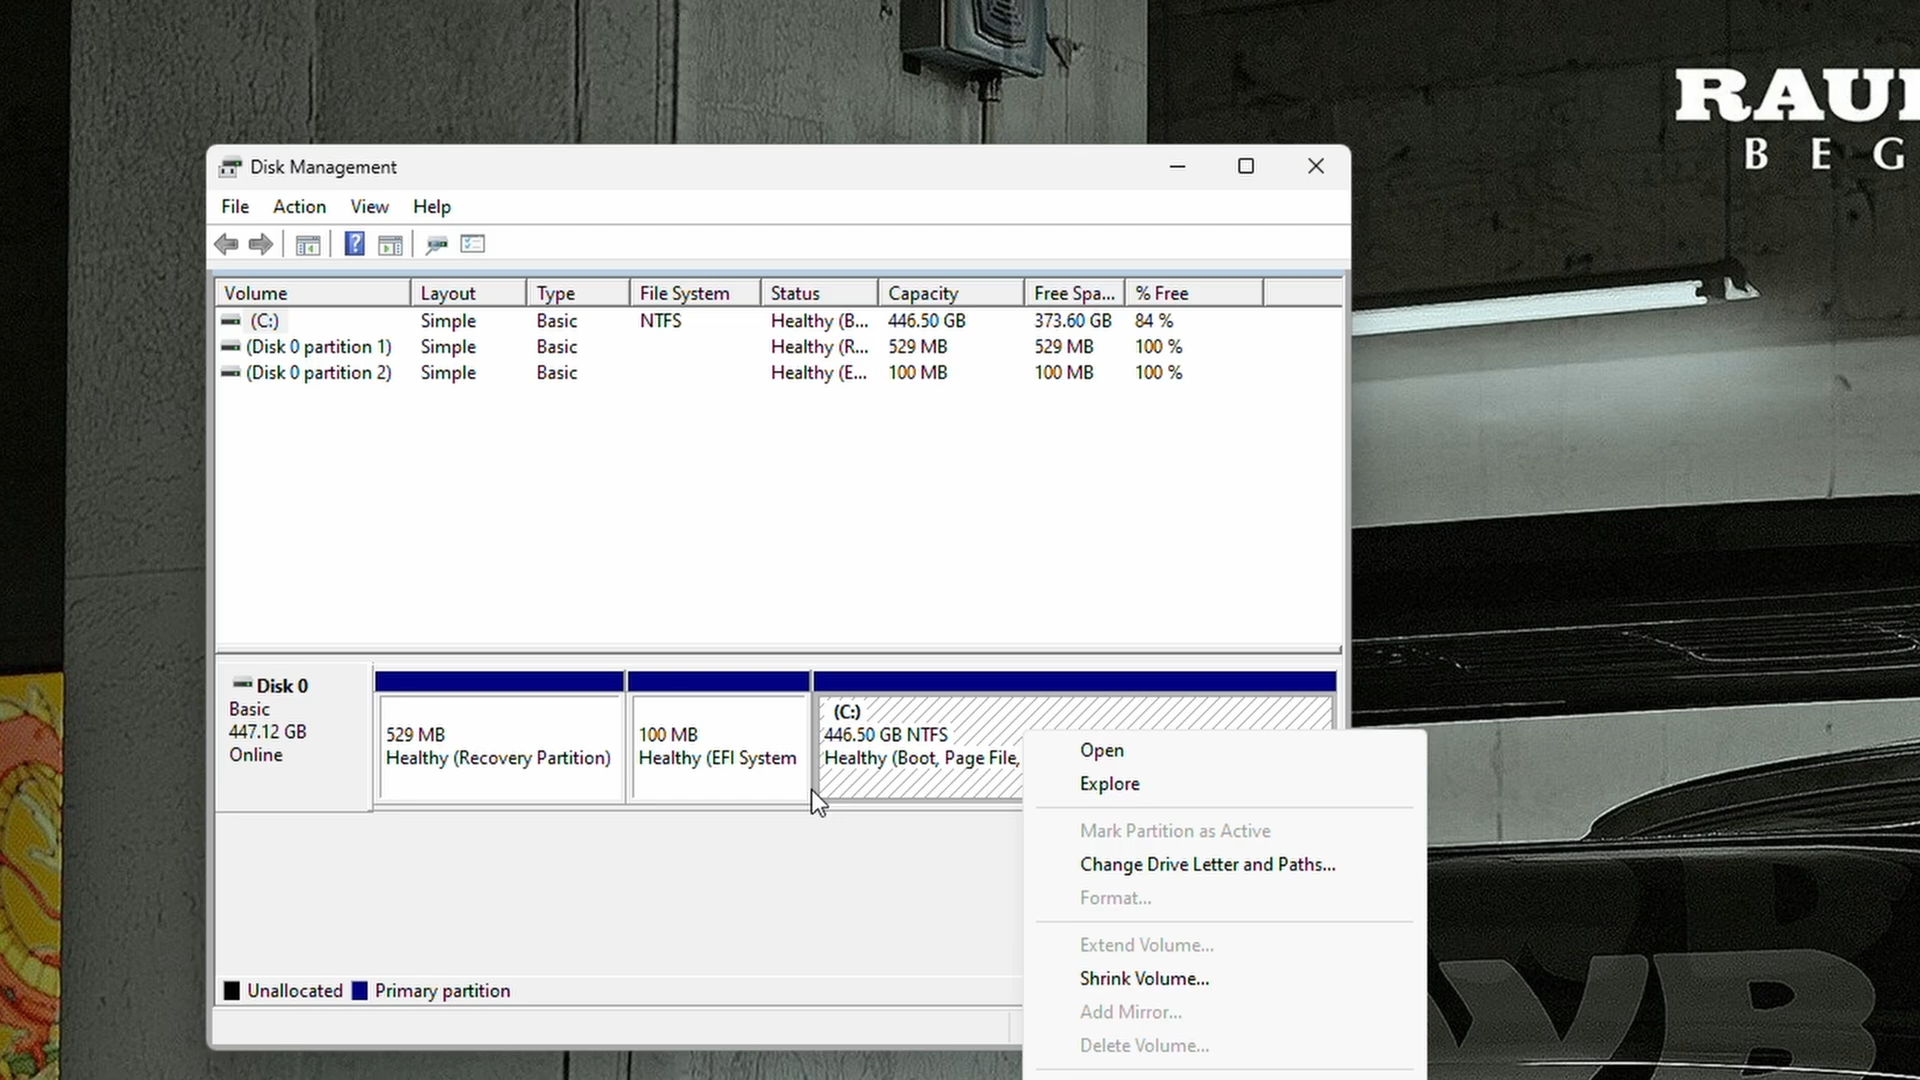 RAU
B E G
Disk Management
File Action View Help
Volume Layout Type File System Status Capacity Free Spa... % Free
(C:) Simple Basic NTFS Healthy (B... 446.50 GB 373.60 GB 84 %
(Disk 0 partition 1) Simple Basic Healthy (R... 529 MB 529 MB 100 %
(Disk 0 partition 2) Simple Basic Healthy (E... 100 MB 100 MB 100 %
Disk 0
Basic
447.12 GB
Online
529 MB
Healthy (Recovery Partition)
100 MB
Healthy (EFI System
(C:)
446.50 GB NTFS
Healthy (Boot, Page File,
Open
Explore
Mark Partition as Active
Change Drive Letter and Paths...
Format...
Extend Volume...
Shrink Volume...
Add Mirror...
Delete Volume...
Unallocated Primary partition
WB